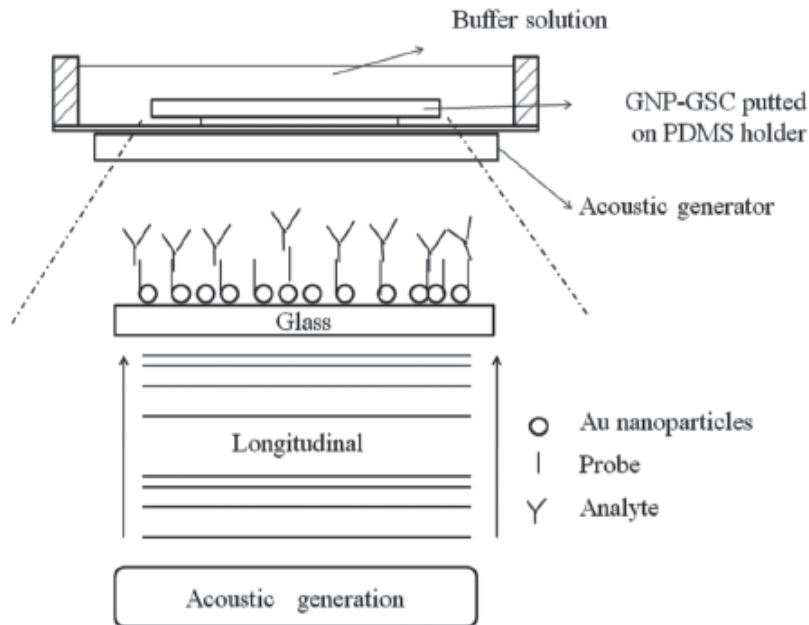 Buffer solution
GNP-GSC putted
on PDMS holder
Acoustic generator
Glass
Longitudinal
Au nanoparticles
Probe
Analyte
Acoustic generation